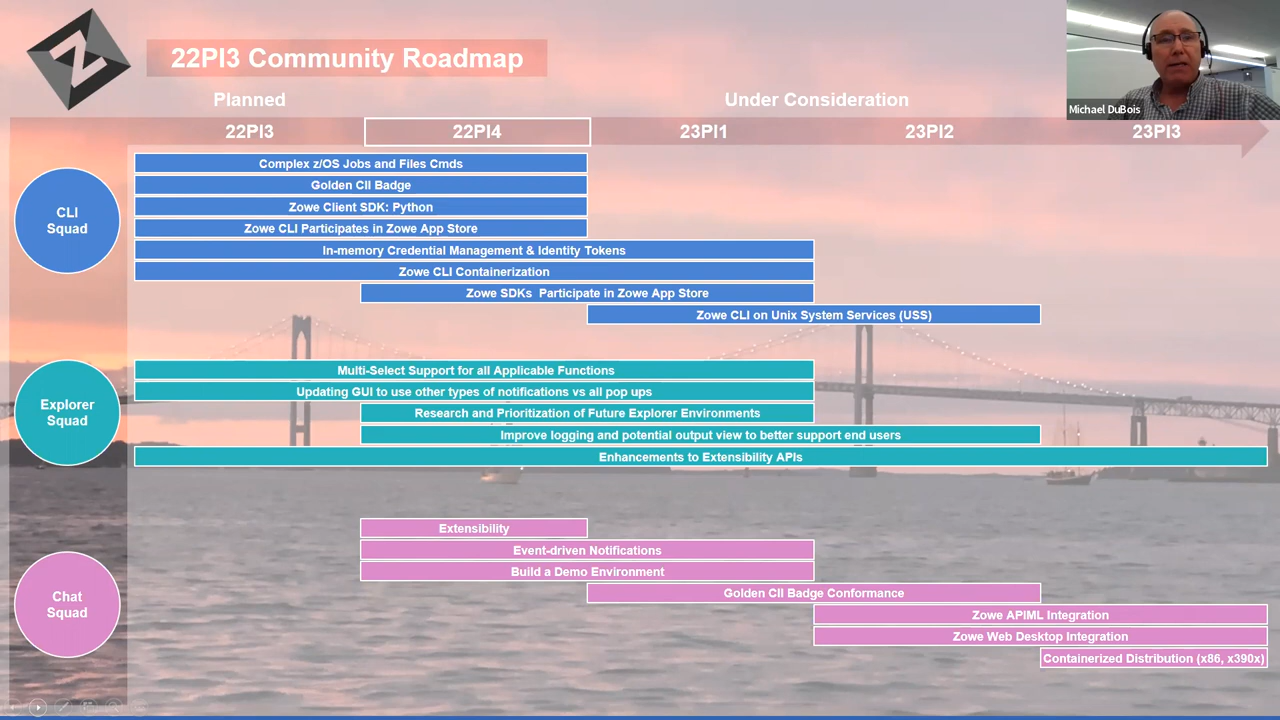 22PI3 Community Roadmap
Michael DuBois
Planned
Under Consideration
22PI3
22PI4
23PI1
23PI2
23PI3
CLI
Squad
Complex z/OS Jobs and Files Cmds
Golden CII Badge
Zowe Client SDK: Python
Zowe CLI Participates in Zowe App Store
In-memory Credential Management & Identity Tokens
Zowe CLI Containerization
Zowe SDKs Participate in Zowe App Store
Zowe CLI on Unix System Services (USS)
Explorer
Squad
Multi-Select Support for all Applicable Functions
Updating GUI to use other types of notifications vs all pop ups
Research and Prioritization of Future Explorer Environments
Improve logging and potential output view to better support end users
Enhancements to Extensibility APIs
Chat
Squad
Extensibility
Event-driven Notifications
Build a Demo Environment
Golden CII Badge Conformance
Zowe APIML Integration
Zowe Web Desktop Integration
Containerized Distribution (x86, x390x)